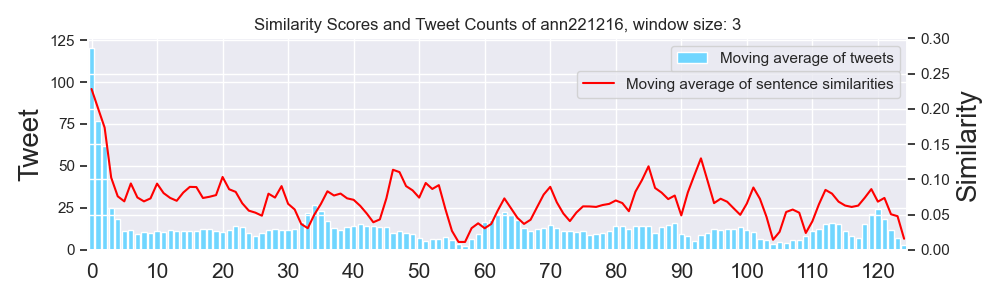 Similarity Scores and Tweet Counts of ann221216, window size: 3
Moving average of tweets
Moving average of sentence similarities
Tweet
125
100
75
50
25
0
Similarity
0.30
0.25
0.20
0.15
0.10
0.05
0.00
0 10 20 30 40 50 60 70 80 90 100 110 120